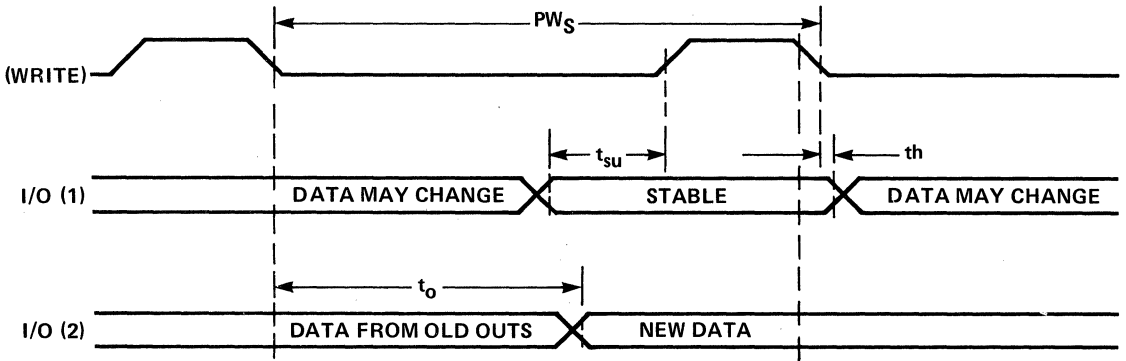 PWS
(WRITE)
tsu
th
I/O (1)
DATA MAY CHANGE
STABLE
DATA MAY CHANGE
to
I/O (2)
DATA FROM OLD OUTS
NEW DATA